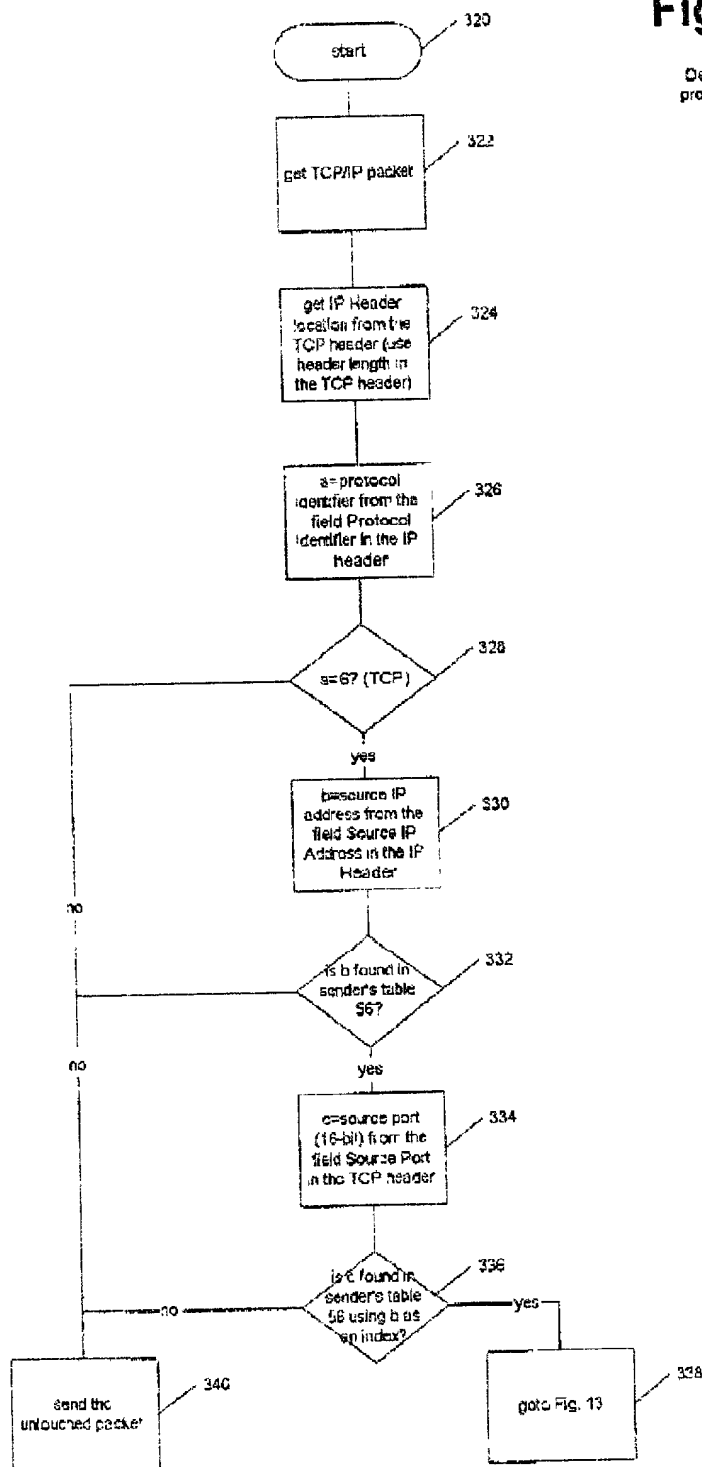 Fig
320
start
De
pro
322
get TCP/IP packet
get IP Header
location from the
TCP header (use
header length in
the TCP header)
324
a=protocol
identifier from the
field Protocol
Identifier in the IP
header
326
328
a=6? (TCP)
yes
b=source IP
address from the
field Source IP
Address in the IP
Header
330
no
332
is b found in
sender's table
56?
no
yes
c=source port
(16-bit) from the
field Source Port
in the TCP header
334
336
is c found in
sender's table
56 using b as
an index?
no
yes
send the
untouched packet
340
goto Fig. 13
338